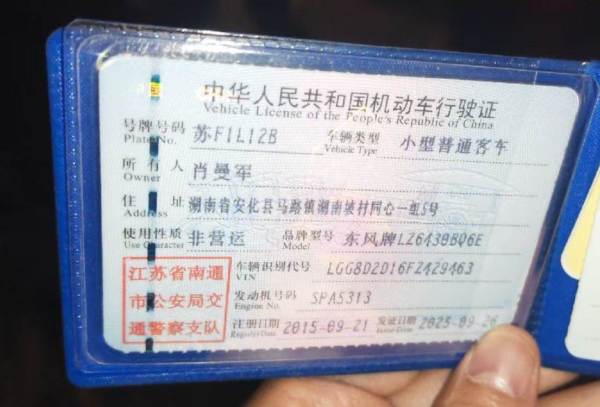 中华人民共和国机动车行驶证
Vehicle License of the People's Republic of China
号牌号码 苏F1L12B 车辆类型 小型普通客车
Plate No. Vehicle Type
所有人 肖曼军
Owner
住址 湖南省安化县马路镇湖南坡村同心一组5号
Address
使用性质 非营运 品牌型号 东风牌LZ6430BQ6E
Use Character Model
江苏省南通
市公安局交
通警察支队
车辆识别代号 LGG8D2D16FZ429463
VIN
发动机号码 SPA5313
Engine No.
注册日期 2015-09-21 发证日期 2025-09-26
Register Date Issue Date